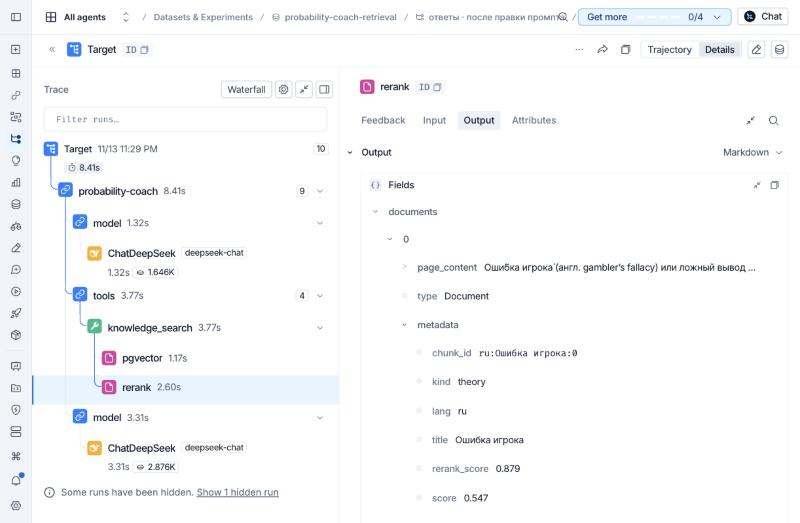 All agents / Datasets & Experiments / probability-coach-retrieval / ответы · после правки промпта / Get more 0/4 Chat
« Target ID ··· Trajectory Details
Trace Waterfall
Filter runs…
Target 11/13 11:29 PM 10
8.41s
probability-coach 8.41s 9
model 1.32s
ChatDeepSeek deepseek-chat
1.32s 1.646K
tools 3.77s 4
knowledge_search 3.77s
pgvector 1.17s
rerank 2.60s
model 3.31s
ChatDeepSeek deepseek-chat
3.31s 2.876K
Some runs have been hidden. Show 1 hidden run
rerank ID
Feedback Input Output Attributes
Output Markdown
{} Fields
documents
0
page_content Ошибка игрока́ (англ. gambler's fallacy) или ложный вывод ...
type Document
metadata
chunk_id ru:Ошибка игрока:0
kind theory
lang ru
title Ошибка игрока
rerank_score 0.879
score 0.547